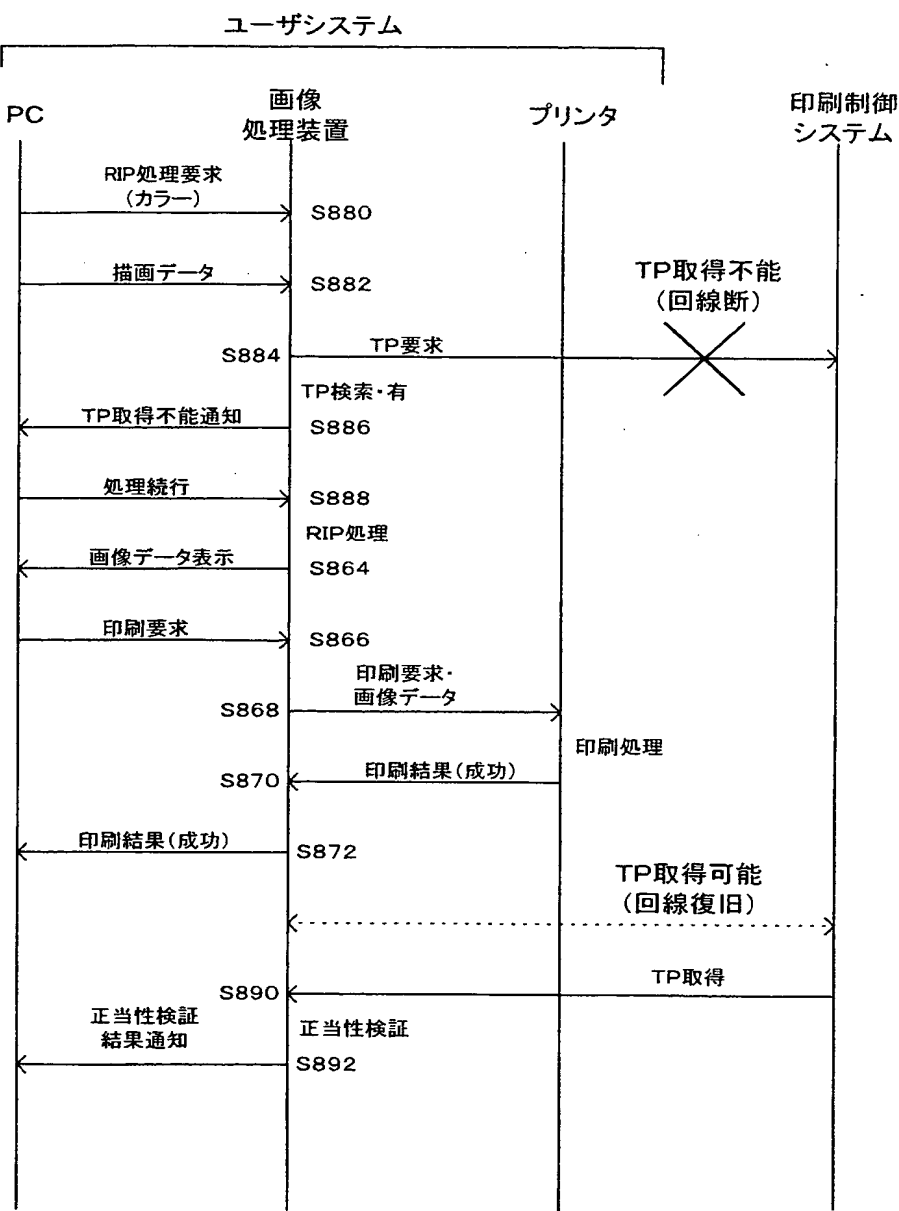 ユーザシステム
PC
画像
処理装置
プリンタ
印刷制御
システム
RIP処理要求
(カラー)
S880
描画データ
S882
TP取得不能
(回線断)
S884
TP要求
TP検索・有
TP取得不能通知
S886
処理続行
S888
RIP処理
画像データ表示
S864
印刷要求
S866
印刷要求・
画像データ
S868
印刷処理
S870
印刷結果(成功)
印刷結果(成功)
S872
TP取得可能
(回線復旧)
S890
TP取得
正当性検証
結果通知
正当性検証
S892